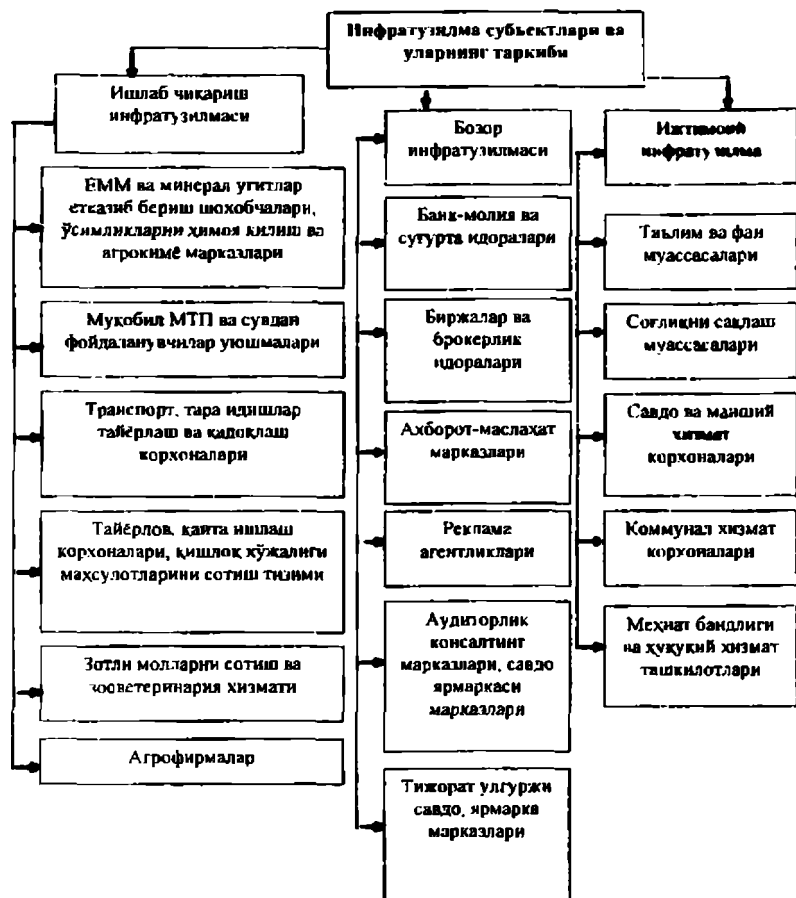 Инфратузилма субъектлари ва
уларнинг таркиби
Ишлаб чиқариш
инфратузилмаси
ЕММ ва минерал уғитлар
етказиб бериш шохобчалари,
ўсимликларни ҳимоя қилиш ва
агрокимё марказлари
Муқобил МТП ва сувдан
фойдаланувчилар уюшмалари
Транспорт, тара идишлар
тайёрлаш ва қадоқлаш
корхоналари
Тайёрлов, қайта ишлаш
корхоналари, қишлоқ хўжалиги
маҳсулотларини сотиш тизими
Зотли молларни сотиш ва
зооветеринария хизмати
Агрофирмалар
Бозор
инфратузилмаси
Банк-молия ва
суғурта идоралари
Биржалар ва
брокерлик
идоралари
Ахборот-маслаҳат
марказлари
Реклама
агентликлари
Аудиторлик
консалтинг
марказлари, савдо
ярмаркаси
марказлари
Тижорат улгуржи
савдо, ярмарка
марказлари
Ижтимоий
инфратузилма
Таълим ва фан
муассасалари
Соғлиқни сақлаш
муассасалари
Савдо ва маиший
хизмат
корхоналари
Коммунал хизмат
корхоналари
Меҳнат бандлиги
ва ҳуқуқий хизмат
ташкилотлари